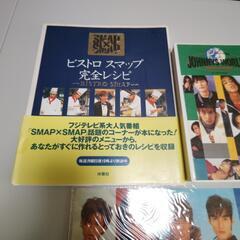 SMAP
SMAP
ビストロ スマップ
完全レシピ
BISTRO SMAP
フジテレビ系大人気番組
「SMAP×SMAP」話題のコーナーが本になった!
大好評のメニューから、
あなたがすぐに作れるとっておきのレシピを収録
扶桑社
JOHNNY'S WORLD